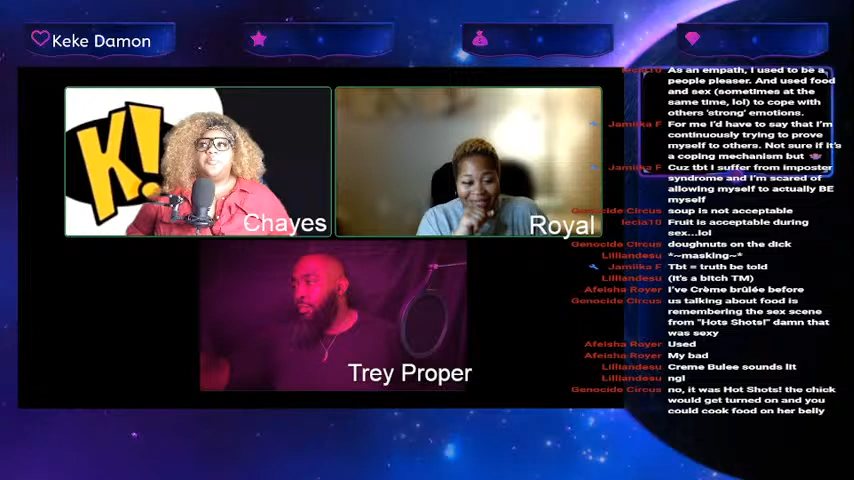 Keke Damon
K!
Chayes
Royal
Trey Proper
lecia10 As an empath, I used to be a
people pleaser. And used food
and sex (sometimes at the
same time, lol) to cope with
others 'strong' emotions.
Jamiika F For me I'd have to say that I'm
continuously trying to prove
myself to others. Not sure if it's
a coping mechanism but
Jamiika F Cuz tbt I suffer from imposter
syndrome and I'm scared of
allowing myself to actually BE
myself
Genocide Circus soup is not acceptable
lecia10 Fruit is acceptable during
sex...lol
Genocide Circus doughnuts on the dick
Lilliandesu *~masking~*
Jamiika F Tbt = truth be told
Lilliandesu (it's a bitch TM)
Afeisha Royer I've Crème brûlée before
Genocide Circus us talking about food is
remembering the sex scene
from "Hots Shots!" damn that
was sexy
Afeisha Royer Used
Afeisha Royer My bad
Lilliandesu Creme Bulee sounds lit
Lilliandesu ngl
Genocide Circus no, it was Hot Shots! the chick
would get turned on and you
could cook food on her belly